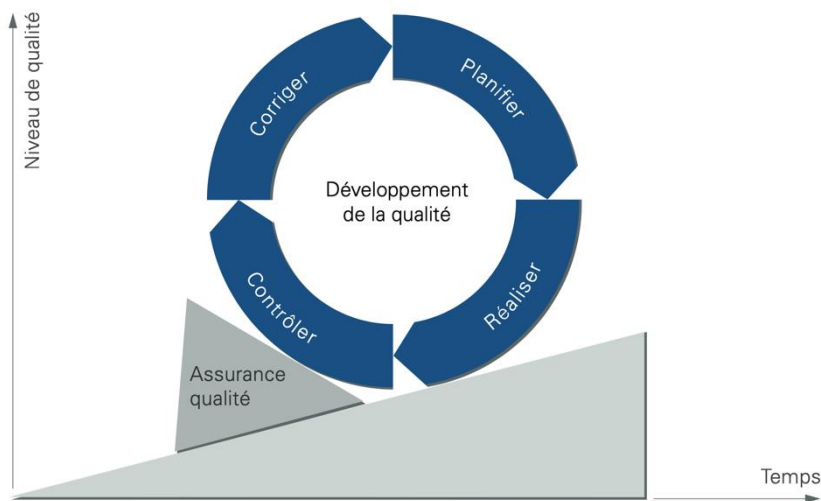 Niveau de qualité
Corriger
Planifier
Développement
de la qualité
Contrôler
Réaliser
Assurance
qualité
Temps